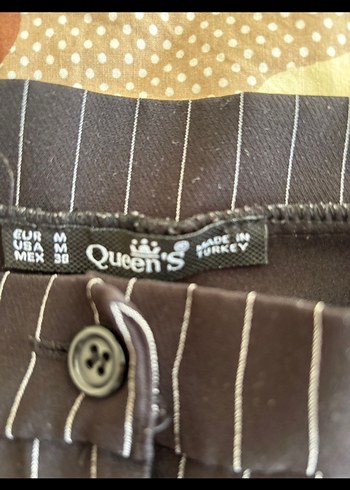 EUR M
USA M
MEX 38
Queen's
MADE IN
TURKEY